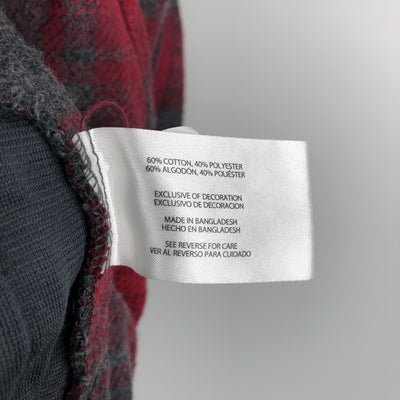 60% COTTON, 40% POLYESTER
60% ALGODÓN, 40% POLIÉSTER
EXCLUSIVE OF DECORATION
EXCLUSIVO DE DECORACION
MADE IN BANGLADESH
HECHO EN BANGLADESH
SEE REVERSE FOR CARE
VER AL REVERSO PARA CUIDADO